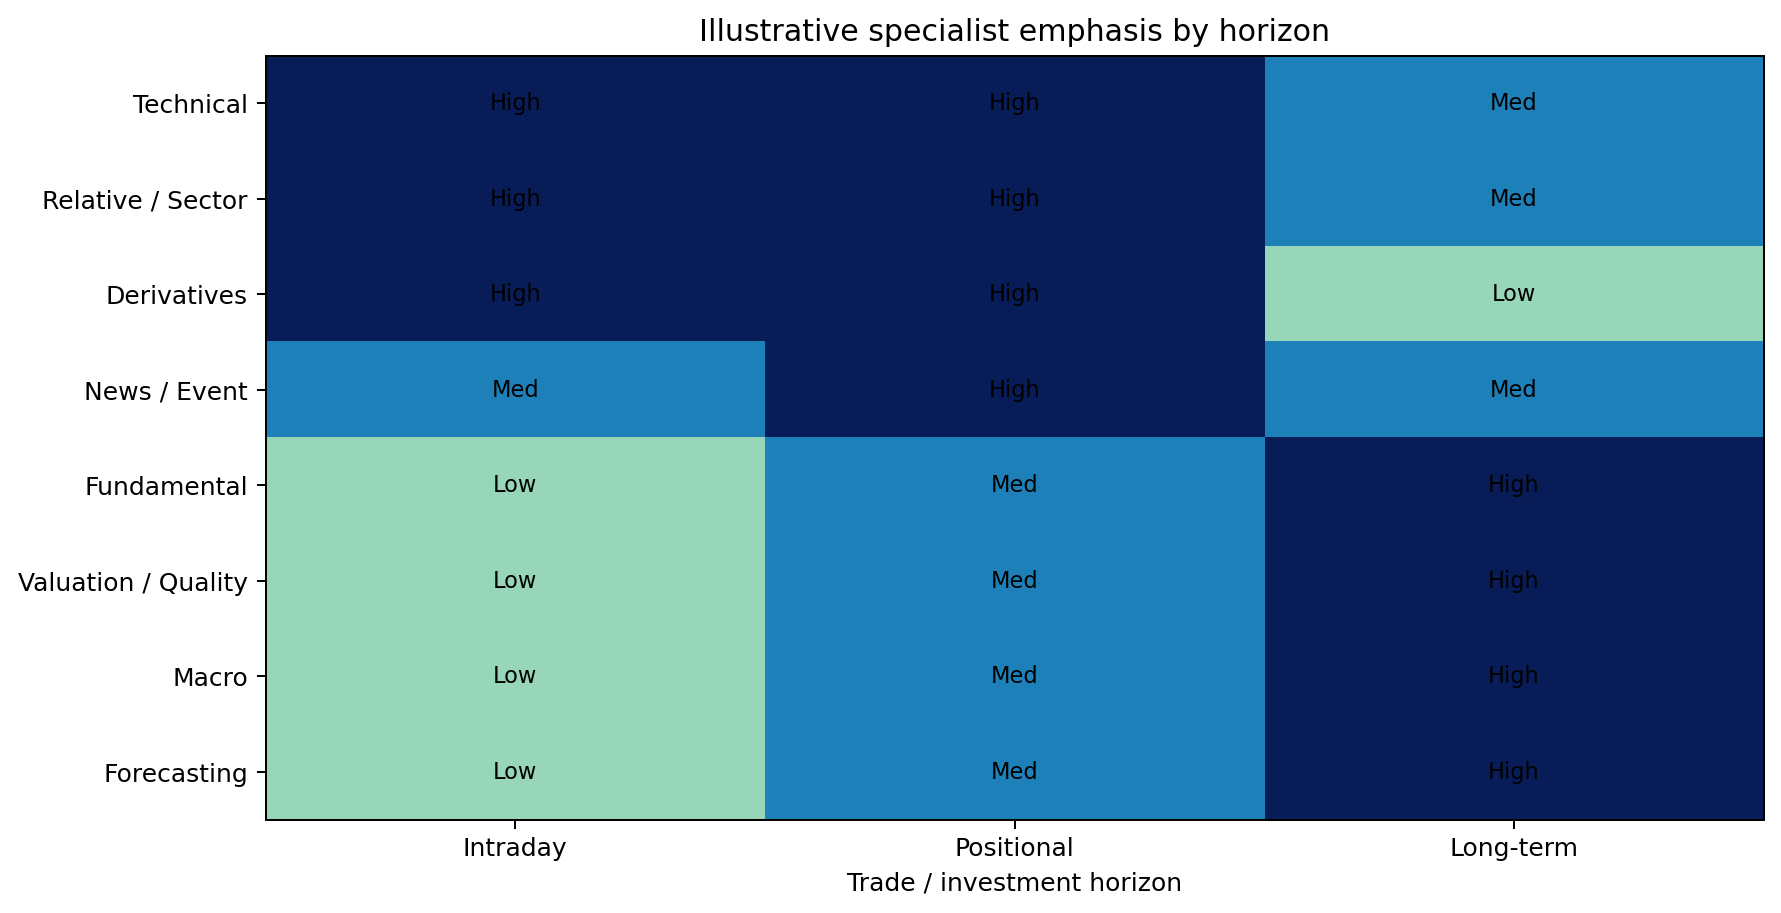 Illustrative specialist emphasis by horizon
Technical High High Med
Relative / Sector High High Med
Derivatives High High Low
News / Event Med High Med
Fundamental Low Med High
Valuation / Quality Low Med High
Macro Low Med High
Forecasting Low Med High
Intraday Positional Long-term
Trade / investment horizon